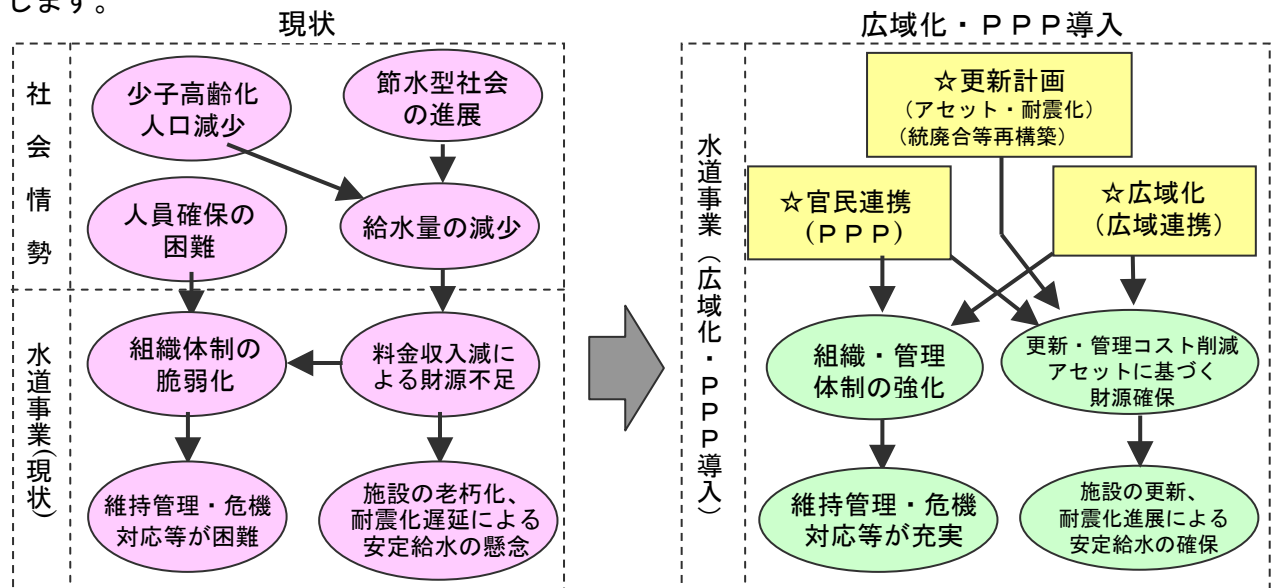 します。
現状
社会情勢
少子高齢化
人口減少
節水型社会
の進展
人員確保の
困難
給水量の減少
水道事業(現状)
組織体制の
脆弱化
料金収入減に
よる財源不足
維持管理・危機
対応等が困難
施設の老朽化、
耐震化遅延による
安定給水の懸念
広域化・ＰＰＰ導入
水道事業（広域化・ＰＰＰ導入）
☆更新計画
（アセット・耐震化）
（統廃合等再構築）
☆官民連携
（ＰＰＰ）
☆広域化
（広域連携）
組織・管理
体制の強化
更新・管理コスト削減
アセットに基づく
財源確保
維持管理・危機
対応等が充実
施設の更新、
耐震化進展による
安定給水の確保